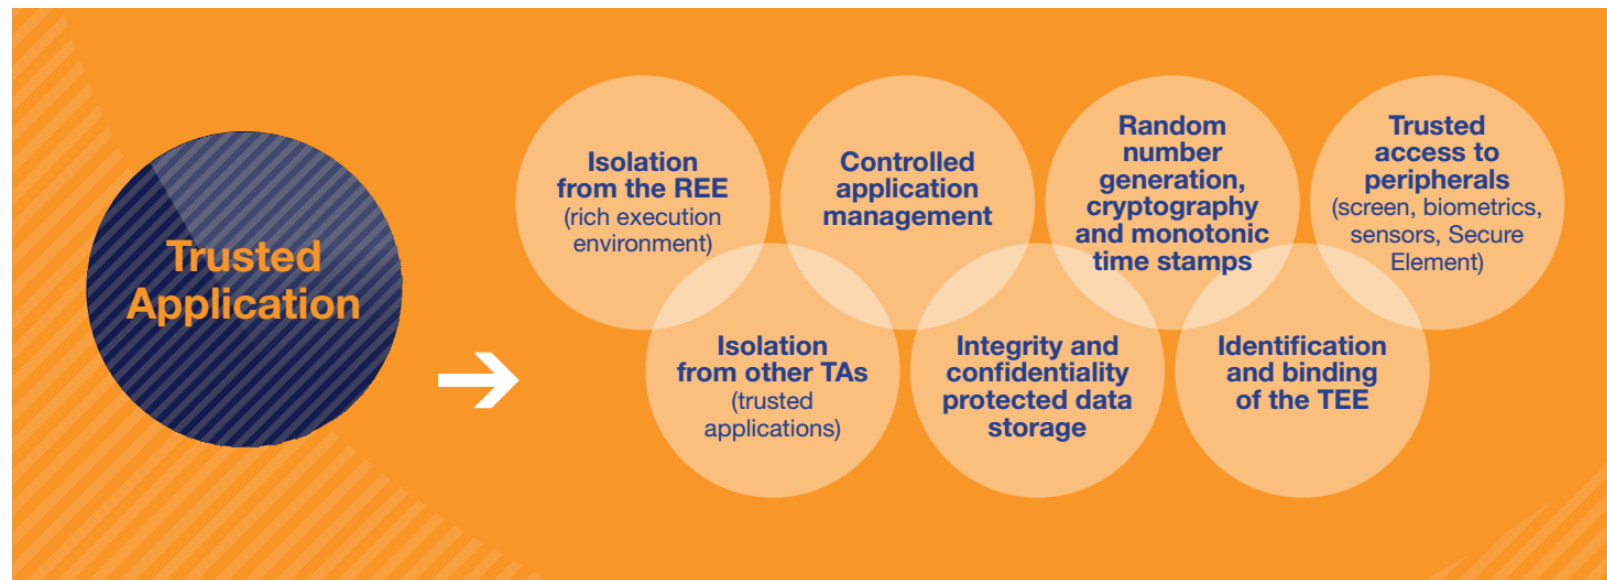 Trusted
Application
Isolation
from the REE
(rich execution
environment)
Controlled
application
management
Random
number
generation,
cryptography
and monotonic
time stamps
Trusted
access to
peripherals
(screen, biometrics,
sensors, Secure
Element)
Isolation
from other TAs
(trusted
applications)
Integrity and
confidentiality
protected data
storage
Identification
and binding
of the TEE